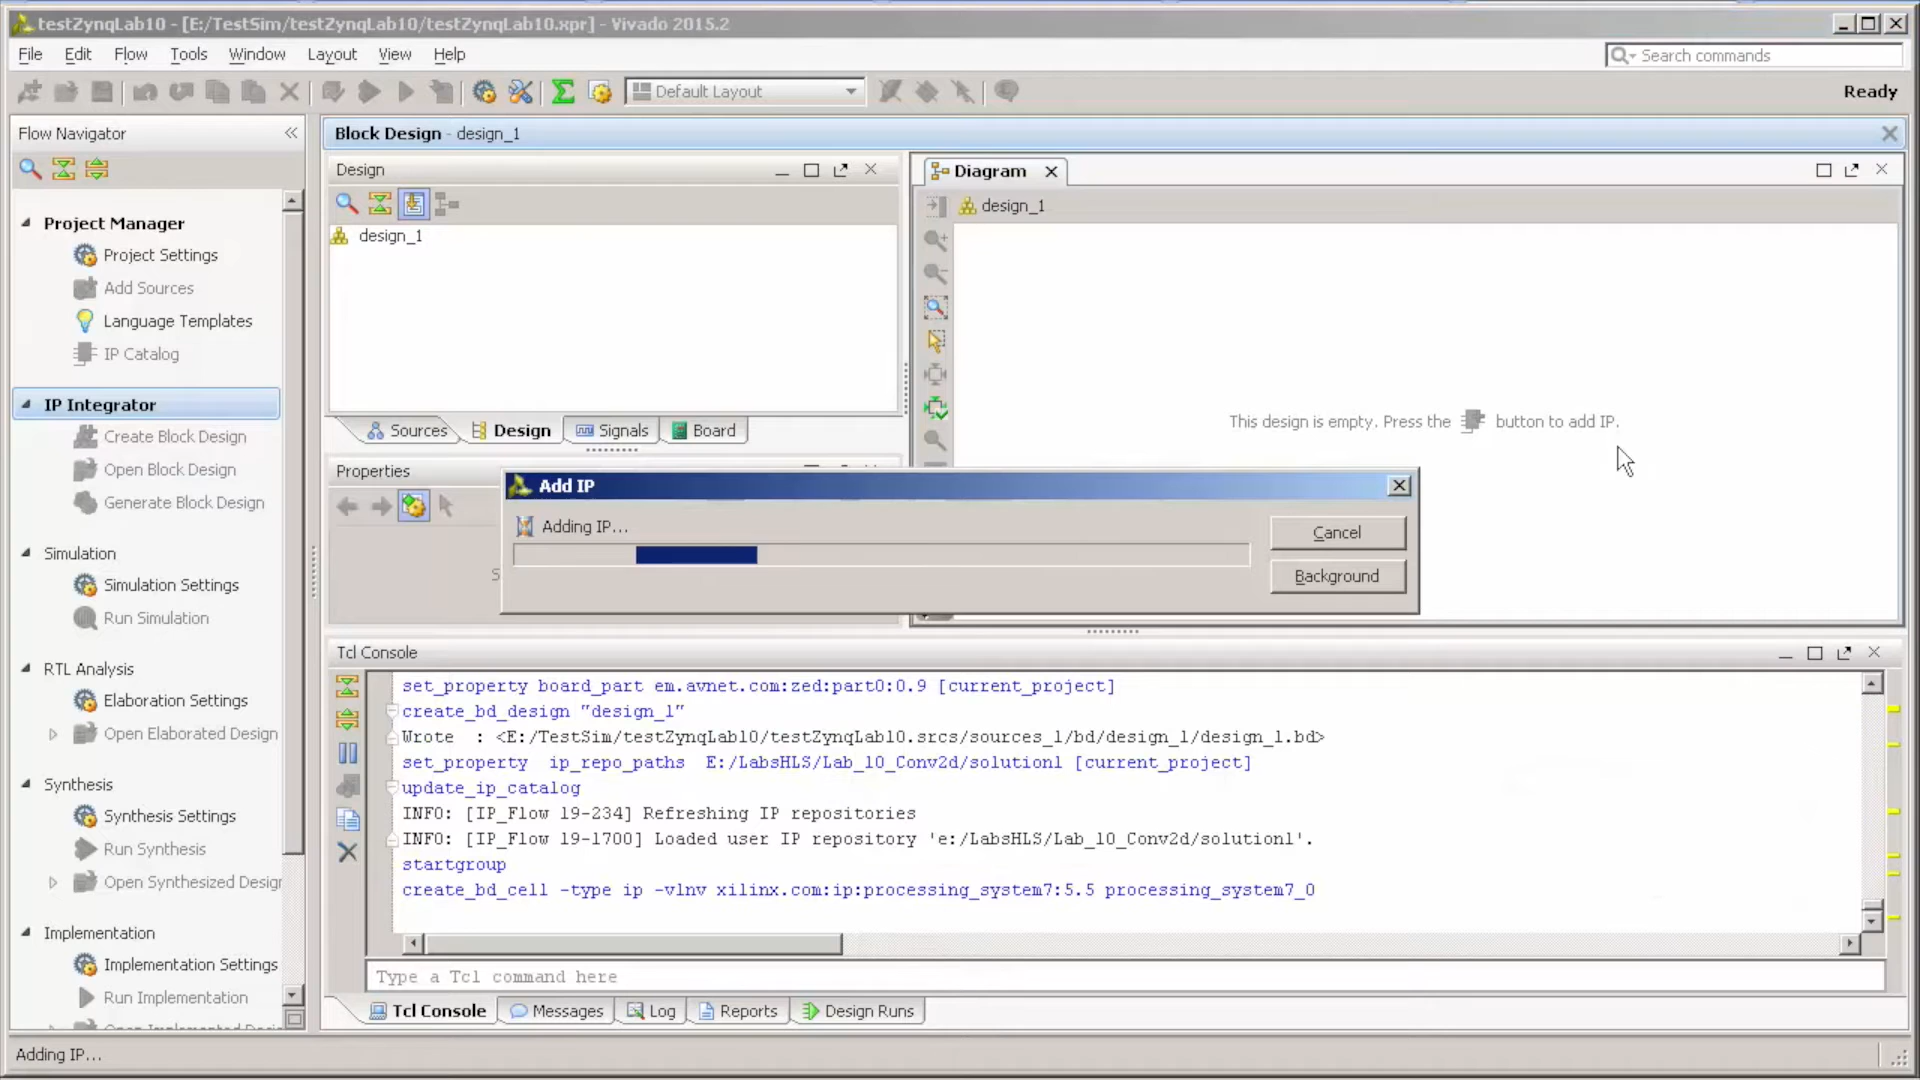 testZynqLab10 - [E:/TestSim/testZynqLab10/testZynqLab10.xpr] - Vivado 2015.2
File Edit Flow Tools Window Layout View Help
Search commands
Default Layout
Ready
Flow Navigator
Project Manager
Project Settings
Add Sources
Language Templates
IP Catalog
IP Integrator
Create Block Design
Open Block Design
Generate Block Design
Simulation
Simulation Settings
Run Simulation
RTL Analysis
Elaboration Settings
Open Elaborated Design
Synthesis
Synthesis Settings
Run Synthesis
Open Synthesized Design
Implementation
Implementation Settings
Run Implementation
Block Design - design_1
Design
design_1
Sources Design Signals Board
Properties
Diagram
design_1
This design is empty. Press the button to add IP.
Add IP
Adding IP...
Cancel
Background
Tcl Console
set_property board_part em.avnet.com:zed:part0:0.9 [current_project]
create_bd_design "design_1"
Wrote : <E:/TestSim/testZynqLab10/testZynqLab10.srcs/sources_1/bd/design_1/design_1.bd>
set_property ip_repo_paths E:/LabsHLS/Lab_10_Conv2d/solution1 [current_project]
update_ip_catalog
INFO: [IP_Flow 19-234] Refreshing IP repositories
INFO: [IP_Flow 19-1700] Loaded user IP repository 'e:/LabsHLS/Lab_10_Conv2d/solution1'.
startgroup
create_bd_cell -type ip -vlnv xilinx.com:ip:processing_system7:5.5 processing_system7_0
Type a Tcl command here
Tcl Console Messages Log Reports Design Runs
Adding IP...